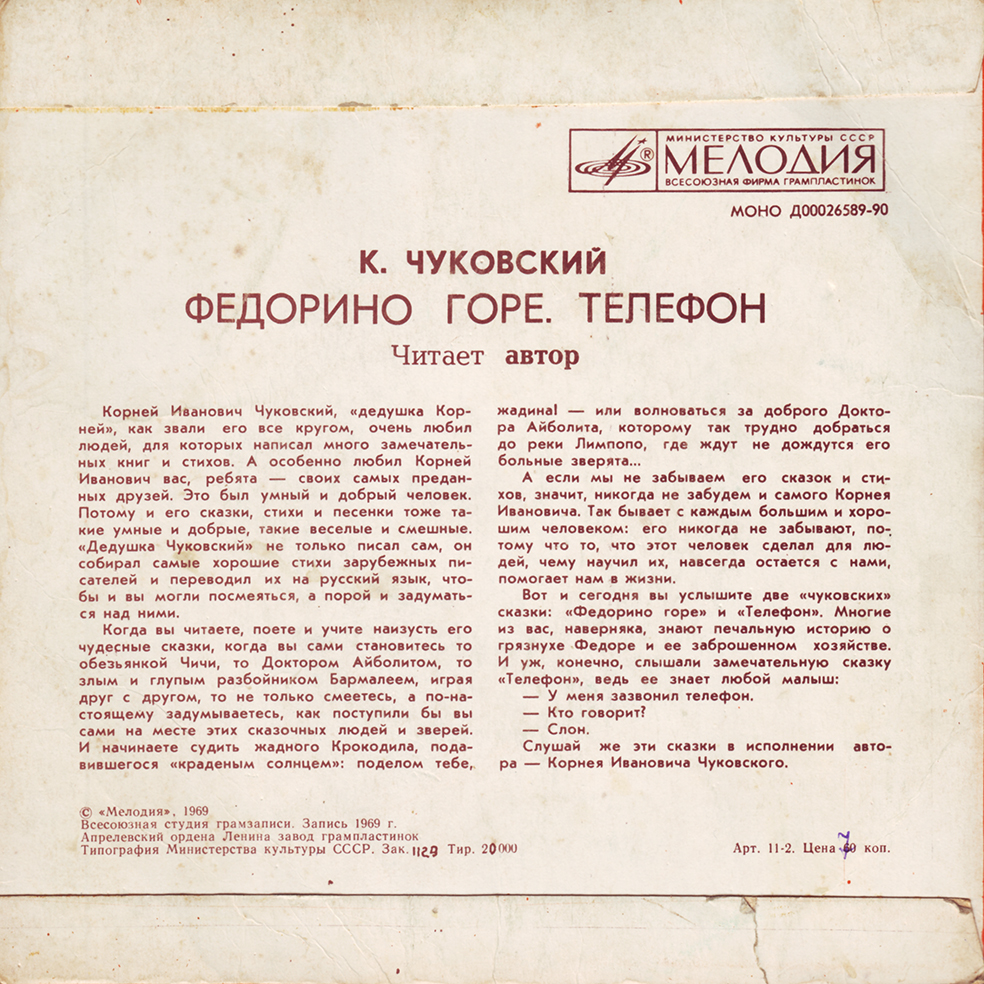 МИНИСТЕРСТВО КУЛЬТУРЫ СССР
МЕЛОДИЯ
ВСЕСОЮЗНАЯ ФИРМА ГРАМПЛАСТИНОК
®
МОНО Д00026589-90
К. ЧУКОВСКИЙ
ФЕДОРИНО ГОРЕ. ТЕЛЕФОН
Читает автор
Корней Иванович Чуковский, «дедушка Кор-
ней», как звали его все кругом, очень любил
людей, для которых написал много замечатель-
ных книг и стихов. А особенно любил Корней
Иванович вас, ребята — своих самых предан-
ных друзей. Это был умный и добрый человек.
Потому и его сказки, стихи и песенки тоже та-
кие умные и добрые, такие веселые и смешные.
«Дедушка Чуковский» не только писал сам, он
собирал самые хорошие стихи зарубежных пи-
сателей и переводил их на русский язык, что-
бы и вы могли посмеяться, а порой и задумать-
ся над ними.
Когда вы читаете, поете и учите наизусть его
чудесные сказки, когда вы сами становитесь то
обезьянкой Чичи, то Доктором Айболитом, то
злым и глупым разбойником Бармалеем, играя
друг с другом, то не только смеетесь, а по-на-
стоящему задумываетесь, как поступили бы вы
сами на месте этих сказочных людей и зверей.
И начинаете судить жадного Крокодила, пода-
вившегося «краденым солнцем»: поделом тебе,
жадина! — или волноваться за доброго Докто-
ра Айболита, которому так трудно добраться
до реки Лимпопо, где ждут не дождутся его
больные зверята...
А если мы не забываем его сказок и сти-
хов, значит, никогда не забудем и самого Корнея
Ивановича. Так бывает с каждым большим и хоро-
шим человеком: его никогда не забывают, по-
тому что то, что этот человек сделал для лю-
дей, чему научил их, навсегда остается с нами,
помогает нам в жизни.
Вот и сегодня вы услышите две «чуковских»
сказки: «Федорино горе» и «Телефон». Многие
из вас, наверняка, знают печальную историю о
грязнухе Федоре и ее заброшенном хозяйстве.
И уж, конечно, слышали замечательную сказку
«Телефон», ведь ее знает любой малыш:
— У меня зазвонил телефон.
— Кто говорит?
— Слон.
Слушай же эти сказки в исполнении авто-
ра — Корнея Ивановича Чуковского.
© «Мелодия», 1969
Всесоюзная студия грамзаписи. Запись 1969 г.
Апрелевский ордена Ленина завод грампластинок
Типография Министерства культуры СССР. Зак. 1129 Тир. 20000
Арт. 11-2. Цена 7 коп.